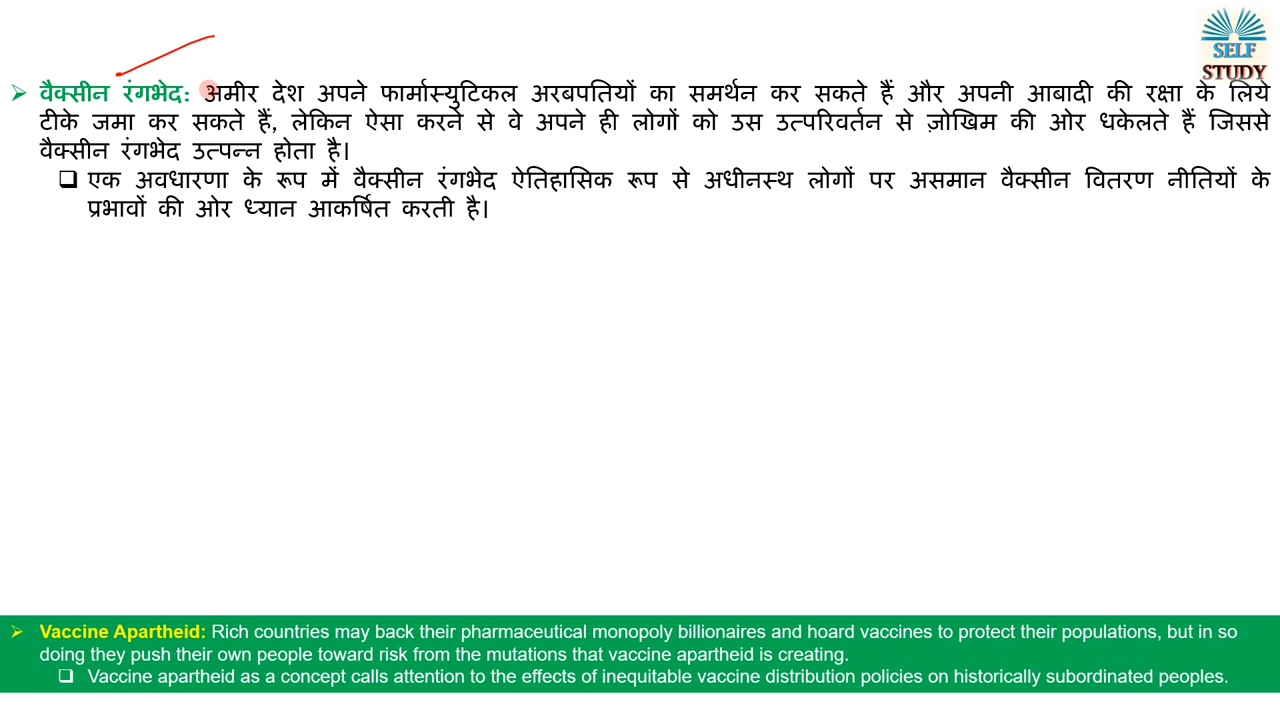 SELF
STUDY
➢ वैक्सीन रंगभेद: अमीर देश अपने फार्मास्युटिकल अरबपतियों का समर्थन कर सकते हैं और अपनी आबादी की रक्षा के लिये
टीके जमा कर सकते हैं, लेकिन ऐसा करने से वे अपने ही लोगों को उस उत्परिवर्तन से ज़ोखिम की ओर धकेलते हैं जिससे
वैक्सीन रंगभेद उत्पन्न होता है।
❑ एक अवधारणा के रूप में वैक्सीन रंगभेद ऐतिहासिक रूप से अधीनस्थ लोगों पर असमान वैक्सीन वितरण नीतियों के
प्रभावों की ओर ध्यान आकर्षित करती है।
➢ Vaccine Apartheid: Rich countries may back their pharmaceutical monopoly billionaires and hoard vaccines to protect their populations, but in so
doing they push their own people toward risk from the mutations that vaccine apartheid is creating.
❑ Vaccine apartheid as a concept calls attention to the effects of inequitable vaccine distribution policies on historically subordinated peoples.